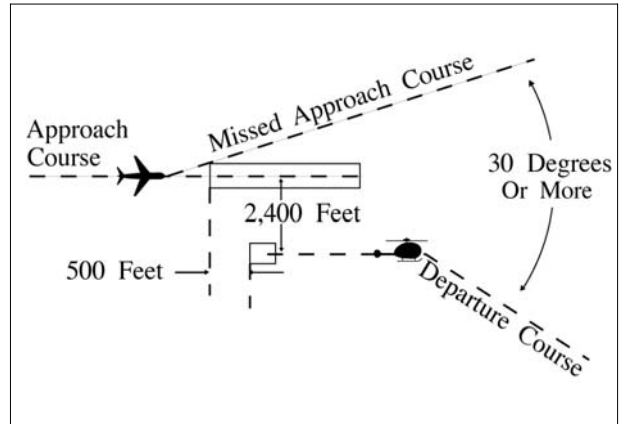 Missed Approach Course
Approach
Course
30 Degrees
Or More
2,400 Feet
500 Feet
Departure Course